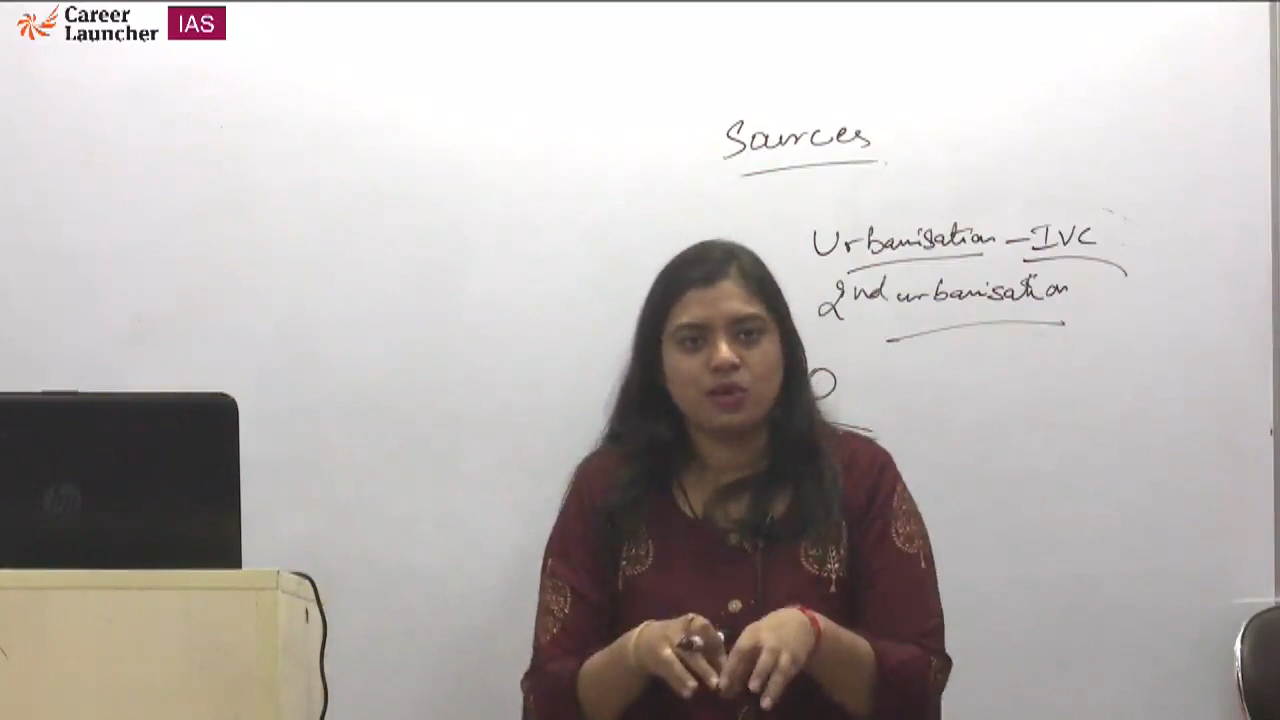 Career
Launcher
IAS
Sources
Urbanisation - IVC
2nd urbanisation